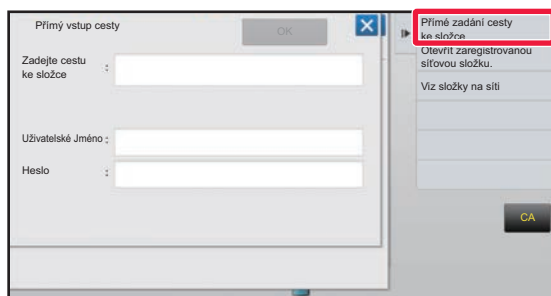 Přímý vstup cesty
OK
Zadejte cestu
ke složce :
Uživatelské Jméno :
Heslo :
Přímé zadání cesty
ke složce
Otevřít zaregistrovanou
síťovou složku.
Viz složky na síti
CA